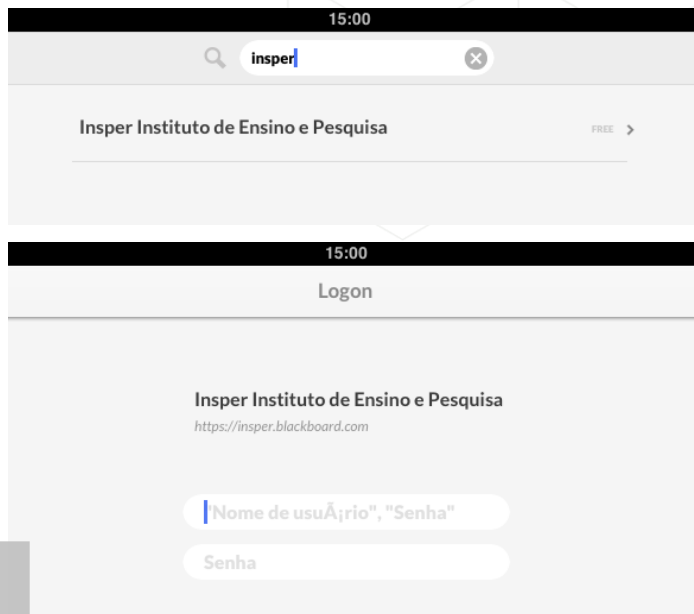 15:00
insper
Insper Instituto de Ensino e Pesquisa
FREE
15:00
Logon
Insper Instituto de Ensino e Pesquisa
https://insper.blackboard.com
"Nome de usuÃ¡rio", "Senha"
Senha